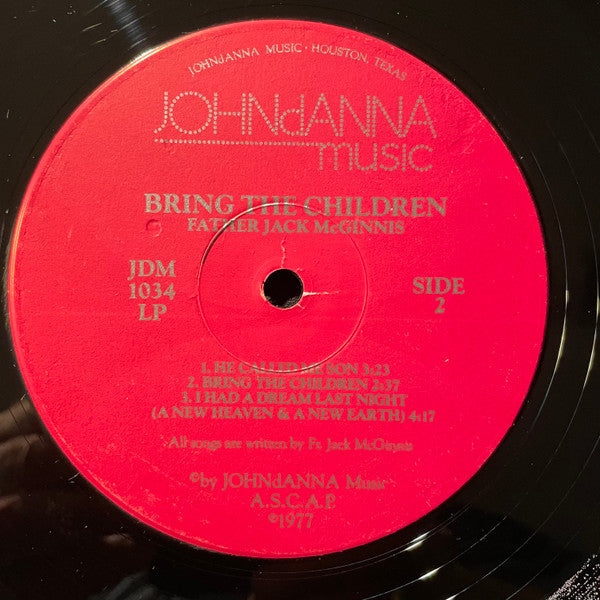 JOHNdANNA MUSIC · HOUSTON, TEXAS
JOHNdANNA
music
BRING THE CHILDREN
FATHER JACK McGINNIS
JDM
1034
LP
SIDE
2
1. HE CALLED ME SON 3:23
2. BRING THE CHILDREN 2:37
3. I HAD A DREAM LAST NIGHT
(A NEW HEAVEN & A NEW EARTH) 4:17
All songs are written by Fr. Jack McGinnis
©by JOHNdANNA Music
A.S.C.A.P.
℗1977